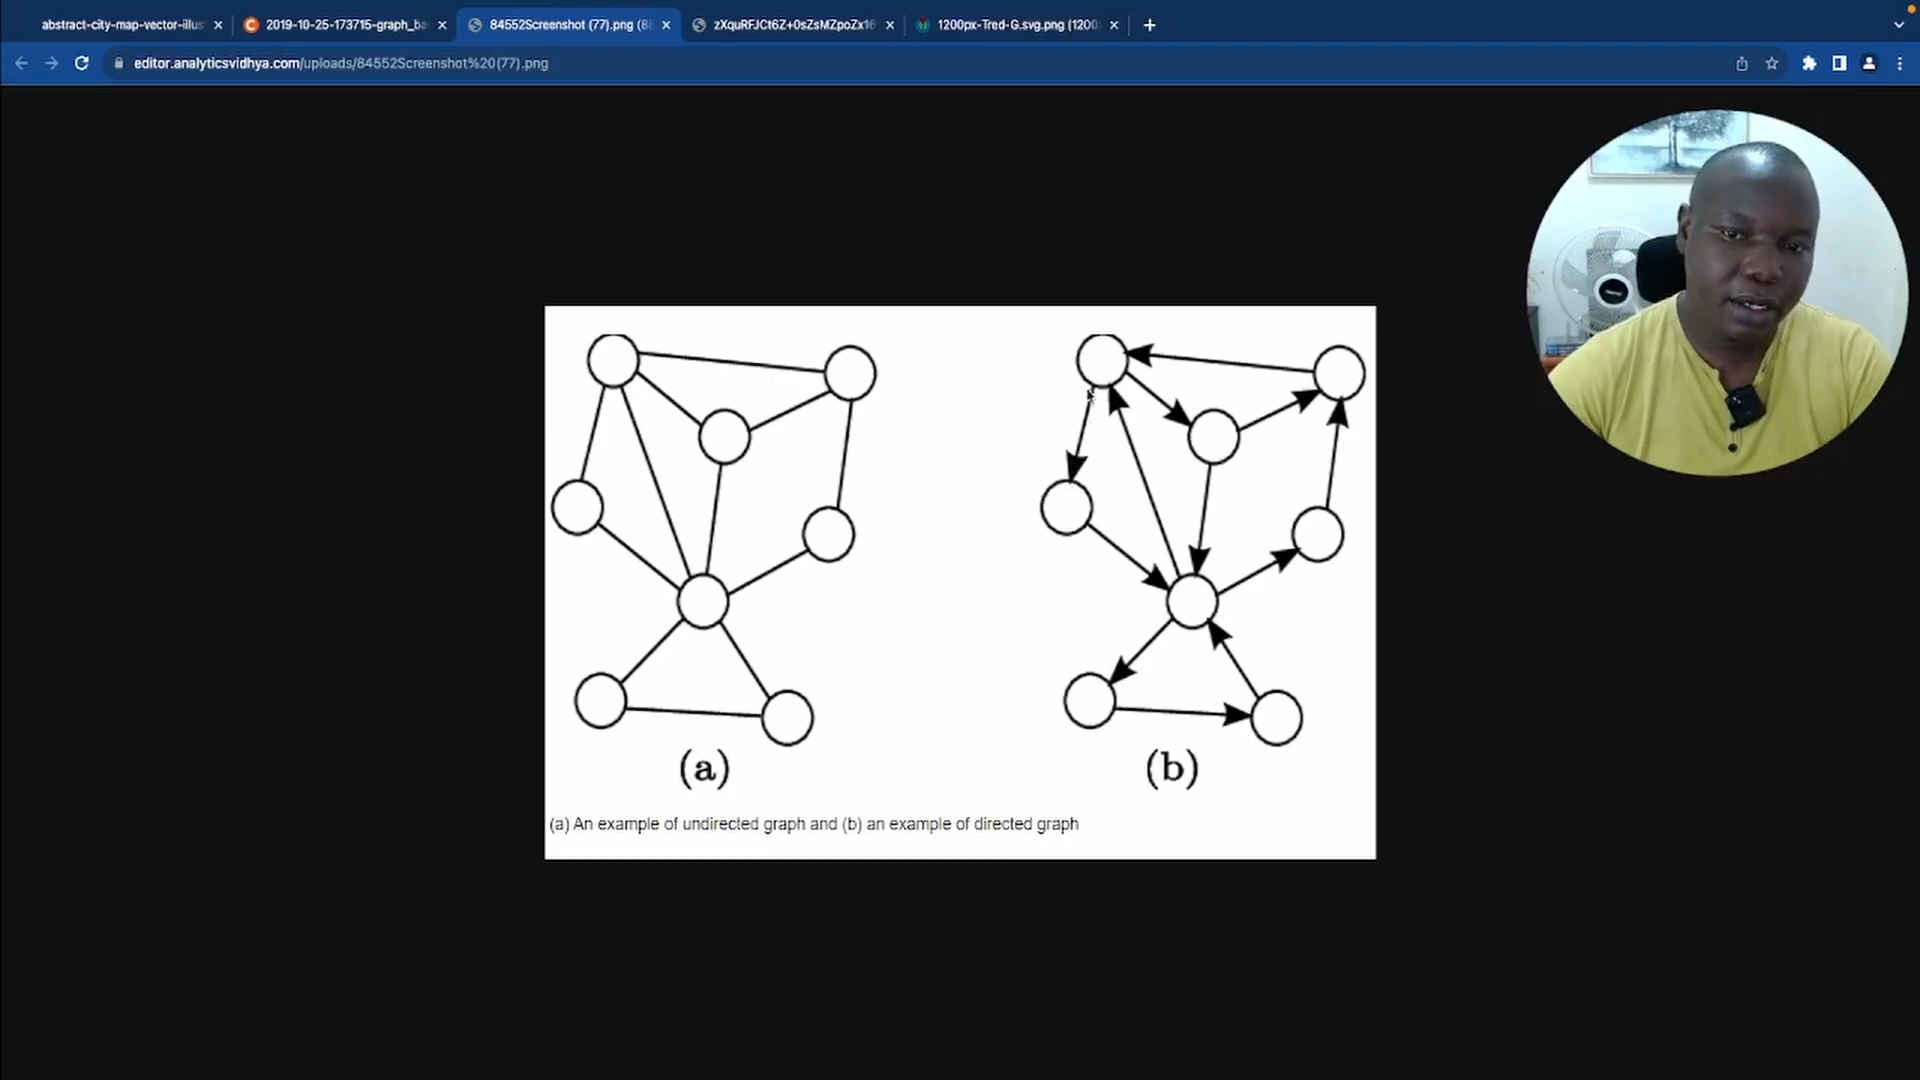 abstract-city-map-vector-illus
2019-10-25-173715-graph_ba
84552Screenshot (77).png (8
zXquRFJCt6Z+0sZsMZpoZx16
1200px-Tred-G.svg.png (1200
editor.analyticsvidhya.com/uploads/84552Screenshot%20(77).png
(a)
(b)
(a) An example of undirected graph and (b) an example of directed graph